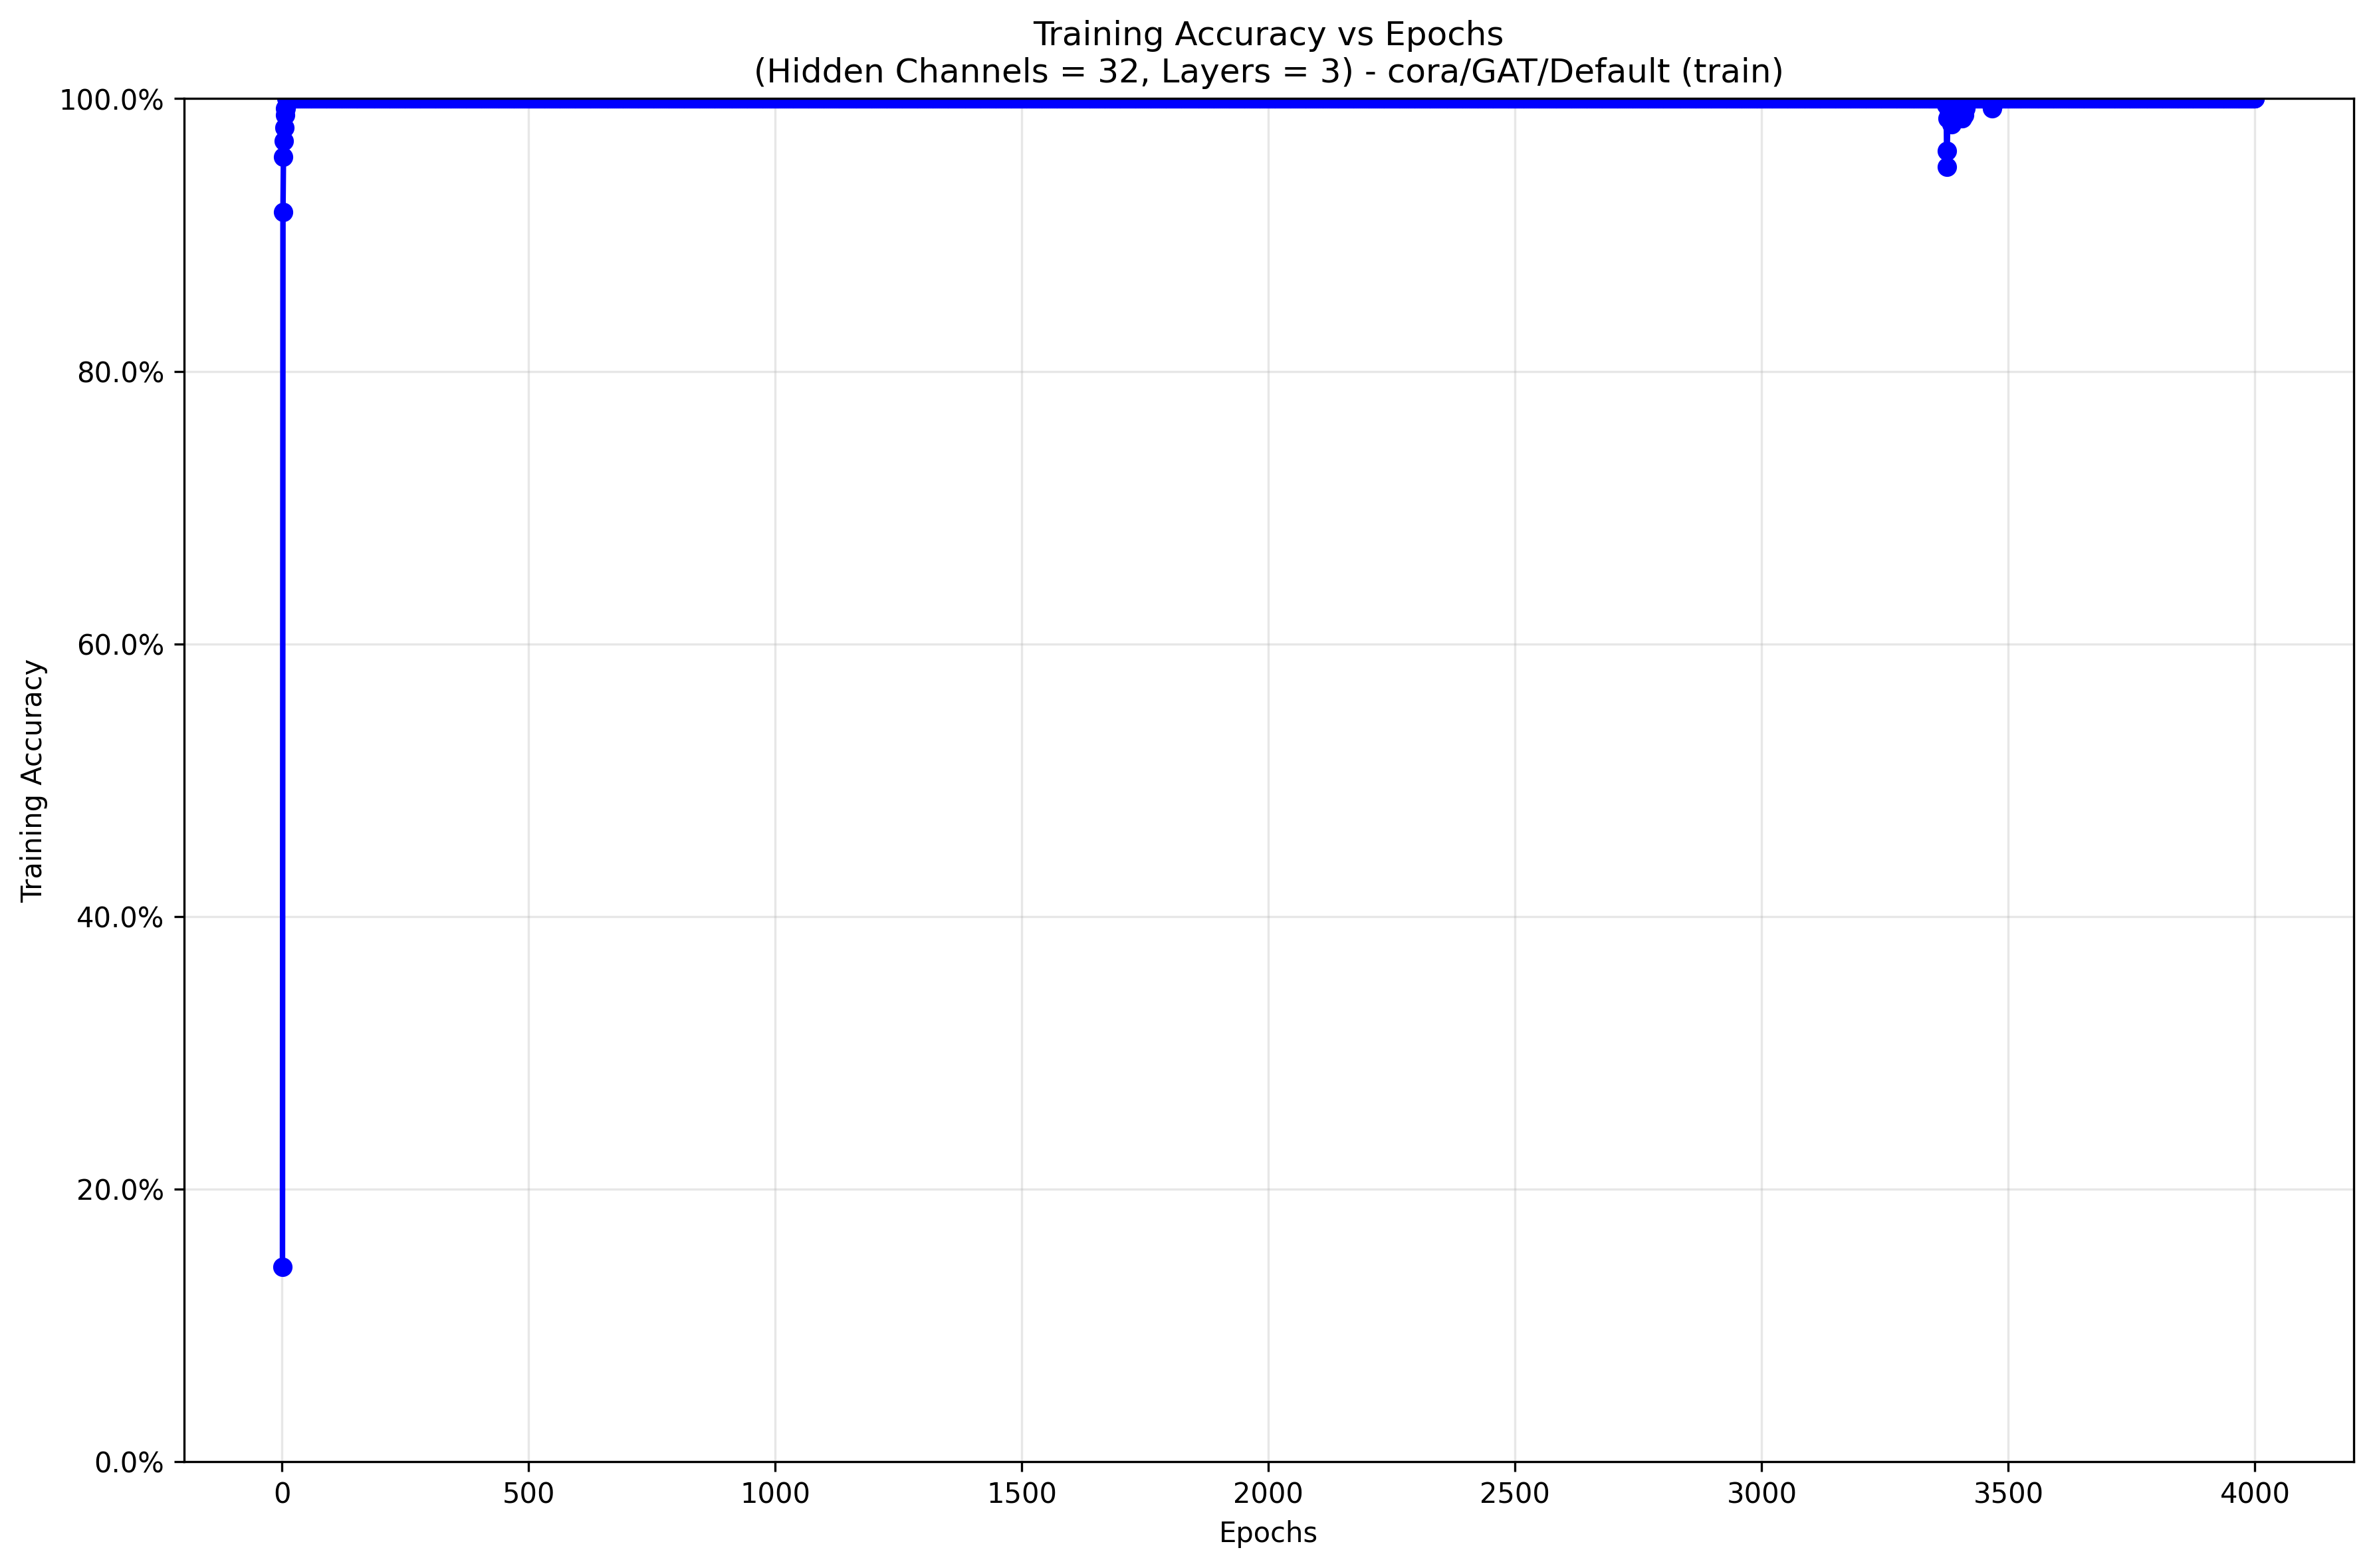 Training Accuracy vs Epochs
(Hidden Channels = 32, Layers = 3) - cora/GAT/Default (train)
100.0%
80.0%
60.0%
40.0%
20.0%
0.0%
Training Accuracy
0 500 1000 1500 2000 2500 3000 3500 4000
Epochs